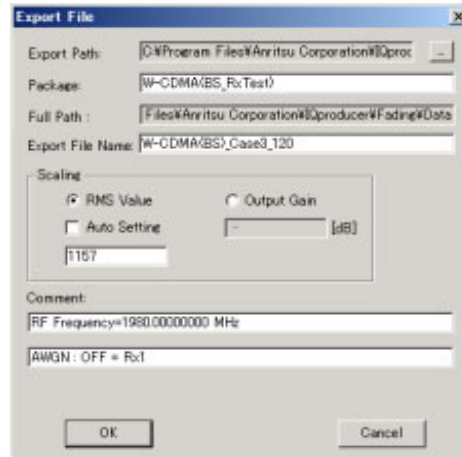 Export File
Export Path: C:¥Program Files¥Anritsu Corporation¥IQproc ...
Package: W-CDMA(BS_RxTest)
Full Path : Files¥Anritsu Corporation¥IQproducer¥Fading¥Data
Export File Name: W-CDMA(BS)_Case3_120
Scaling
RMS Value Output Gain
Auto Setting - [dB]
1157
Comment:
RF Frequency=1980.00000000 MHz
AWGN : OFF = Rx1
OK Cancel